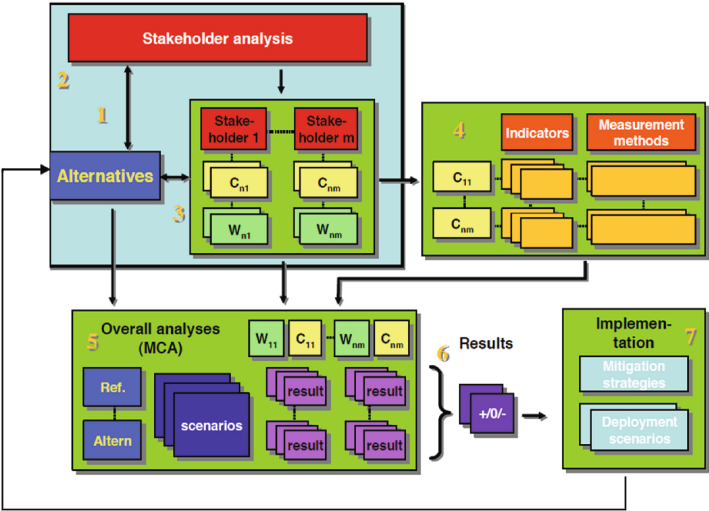 Stakeholder analysis
2
1
Stake-
holder 1
Stake-
holder m
4
Indicators
Measurement
methods
Alternatives
3
Cn1
Cnm
C11
Wn1
Wnm
Cnm
5
Overall analyses
(MCA)
W11
C11
Wnm
Cnm
6
Results
Implemen-
tation
7
Ref.
scenarios
result
result
Mitigation
strategies
+/0/-
Altern
result
result
Deployment
scenarios